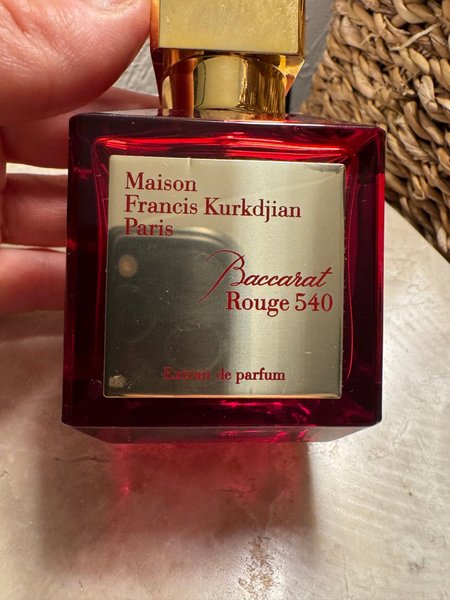 Maison
Francis Kurkdjian
Paris
Baccarat
Rouge 540
Extrait de parfum